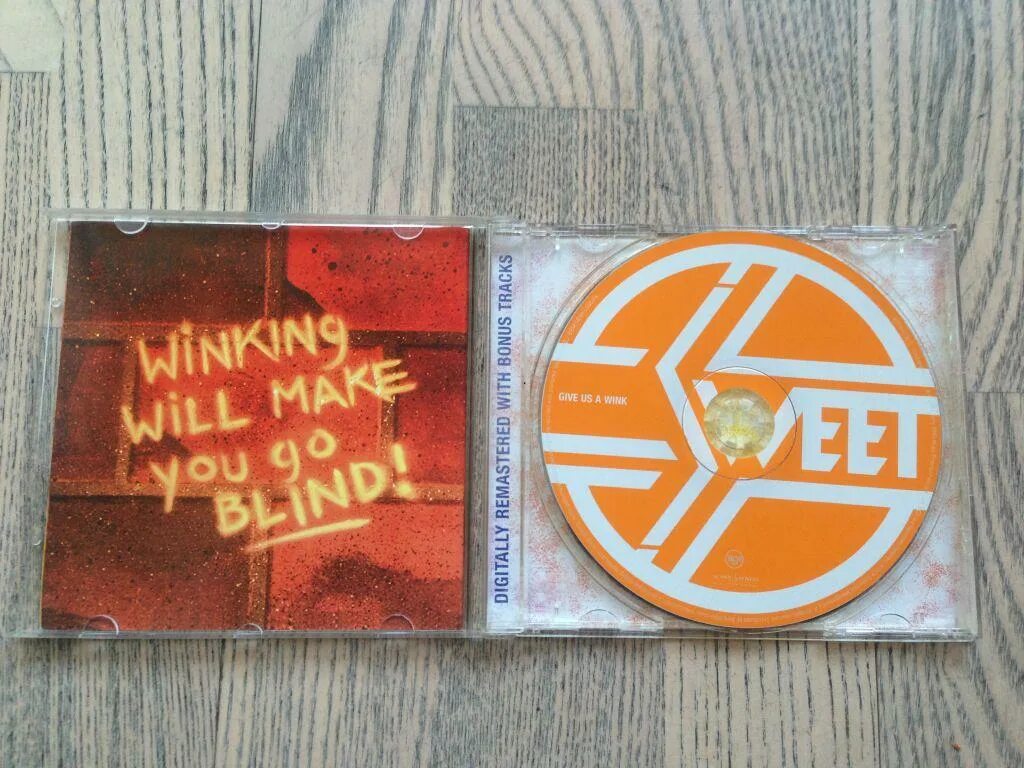 WiNKiNg
WiLL MAKE
you go
BLIND!
DIGITALLY REMASTERED WITH BONUS TRACKS
GIVE US A WINK
SWEET